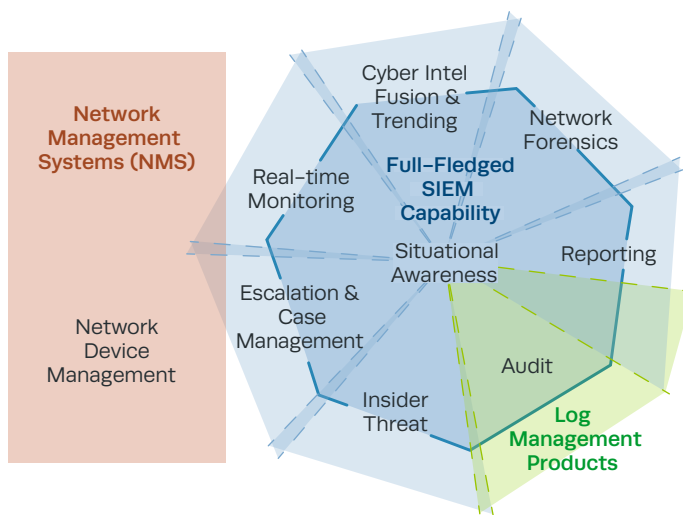 Network
Management
Systems (NMS)
Network
Device
Management
Cyber Intel
Fusion &
Trending
Network
Forensics
Full-Fledged
SIEM
Capability
Real-time
Monitoring
Situational
Awareness
Reporting
Escalation &
Case
Management
Audit
Insider
Threat
Log
Management
Products